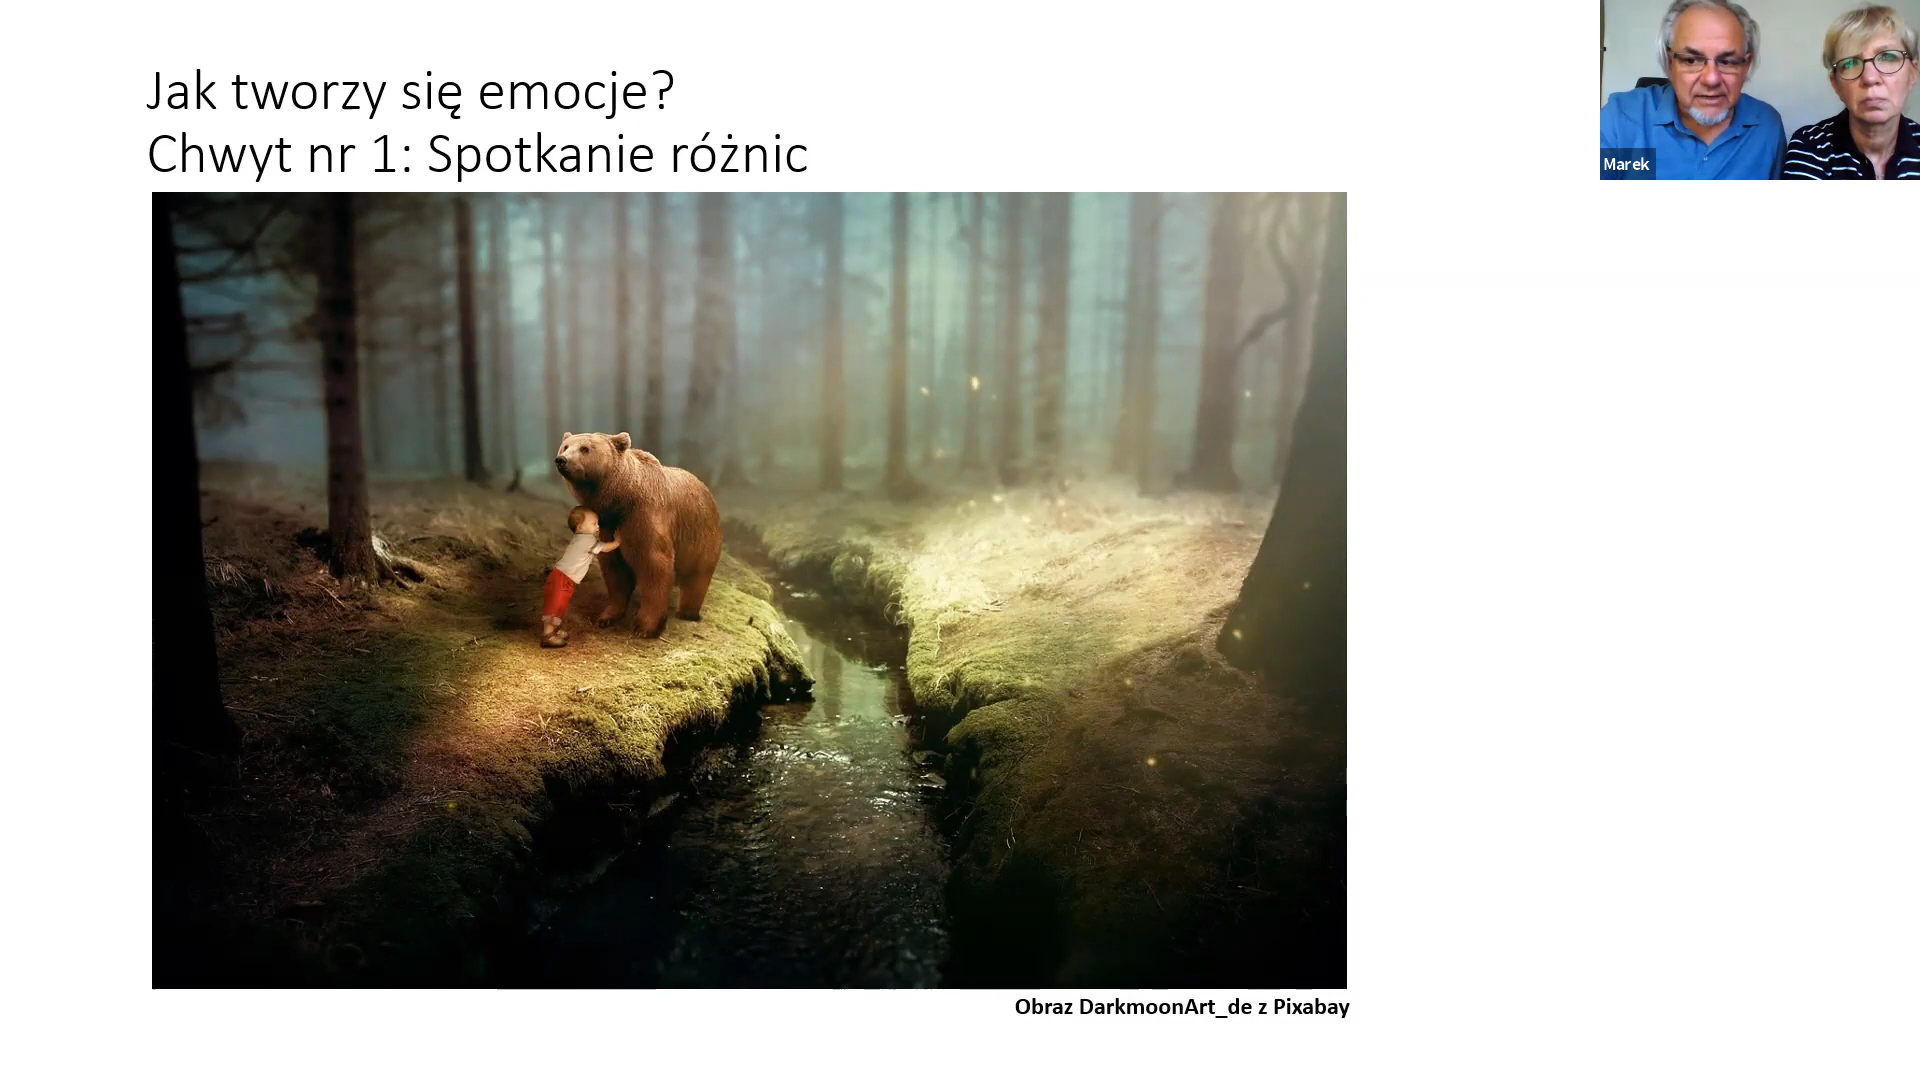 Jak tworzy się emocje?
Chwyt nr 1: Spotkanie różnic
Marek
Obraz DarkmoonArt_de z Pixabay